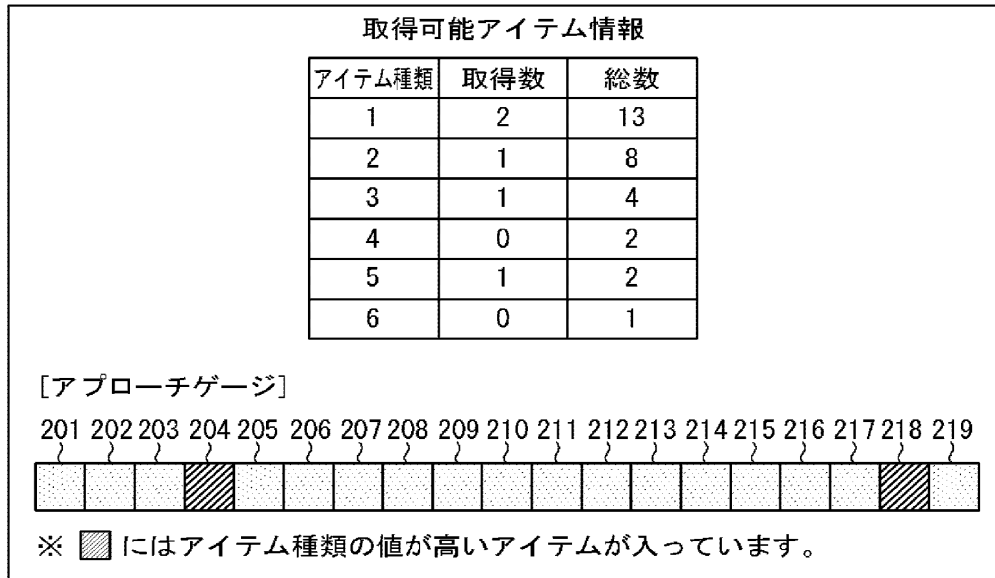 取得可能アイテム情報
アイテム種類 取得数 総数
1 2 13
2 1 8
3 1 4
4 0 2
5 1 2
6 0 1
[アプローチゲージ]
201 202 203 204 205 206 207 208 209 210 211 212 213 214 215 216 217 218 219
※ にはアイテム種類の値が高いアイテムが入っています。